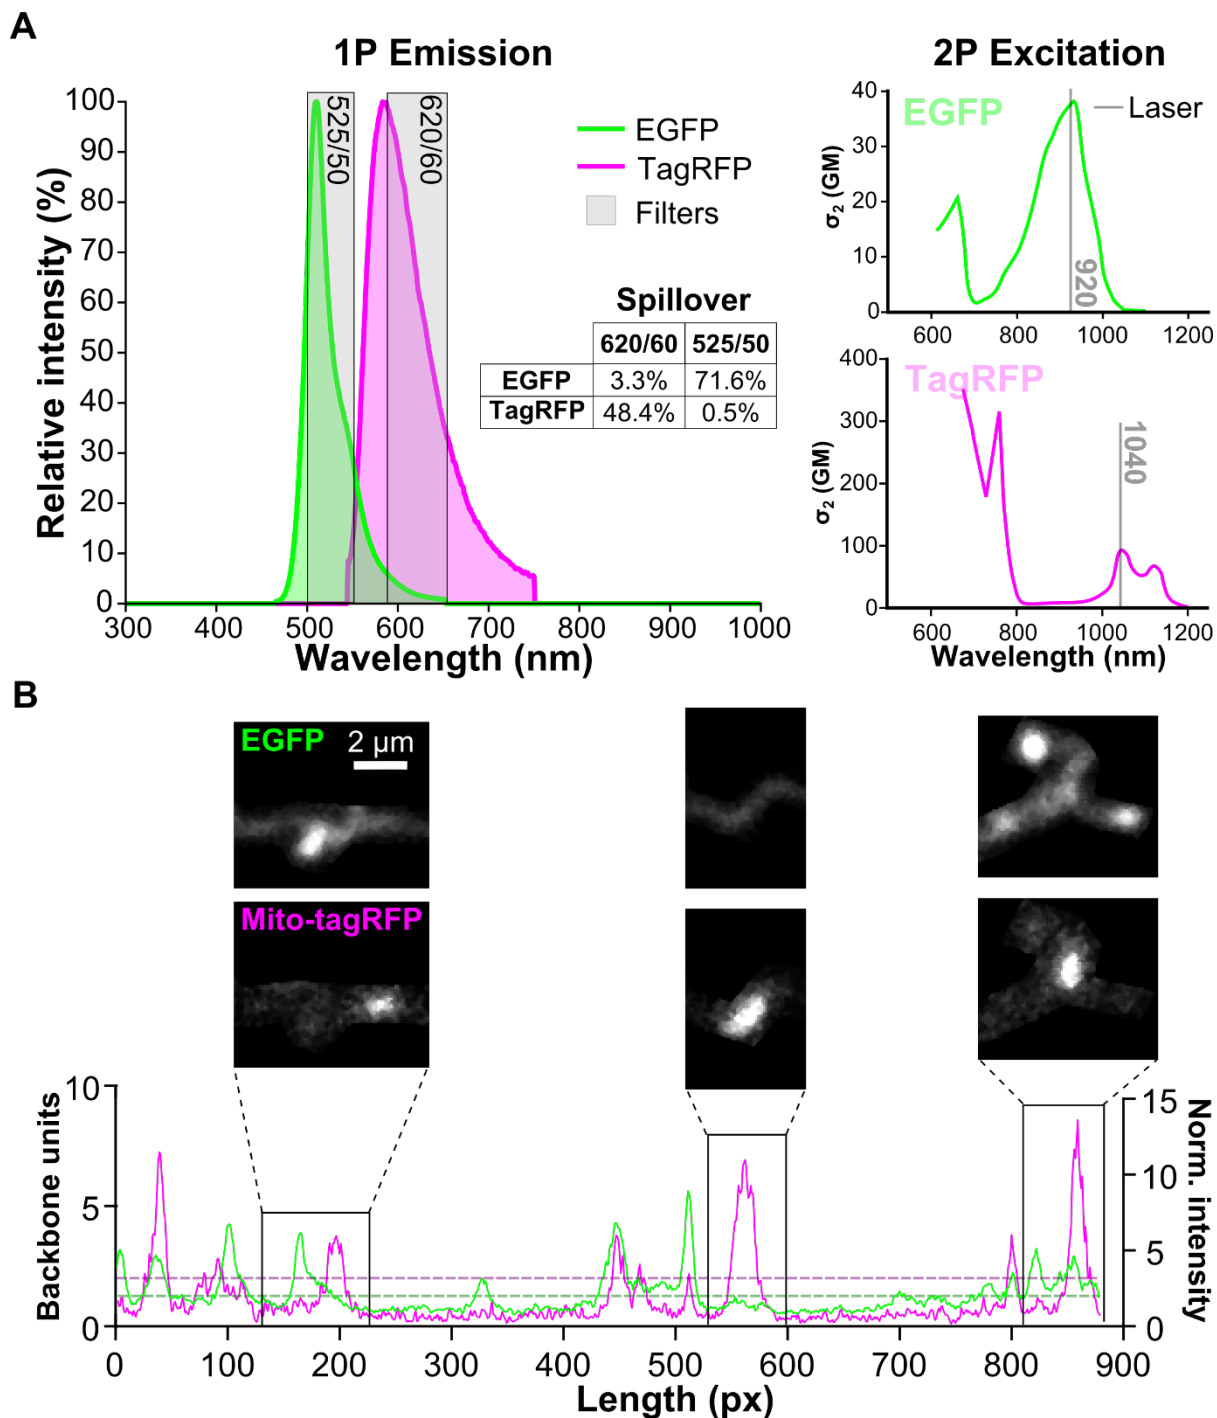 A
1P Emission
2P Excitation
Relative intensity (%)
100
90
80
70
60
50
40
30
20
10
0
300
400
500
600
700
800
900
1000
Wavelength (nm)
525/50
620/60
EGFP
TagRFP
Filters
Spillover
620/60 525/50
EGFP 3.3% 71.6%
TagRFP 48.4% 0.5%
EGFP
Laser
σ2 (GM)
40
30
20
10
0
920
600
800
1000
1200
TagRFP
σ2 (GM)
400
300
200
100
0
1040
600
800
1000
1200
Wavelength (nm)
B
EGFP
2 µm
Mito-tagRFP
Backbone units
10
5
0
15
10
5
0
Norm. intensity
0
100
200
300
400
500
600
700
800
900
Length (px)